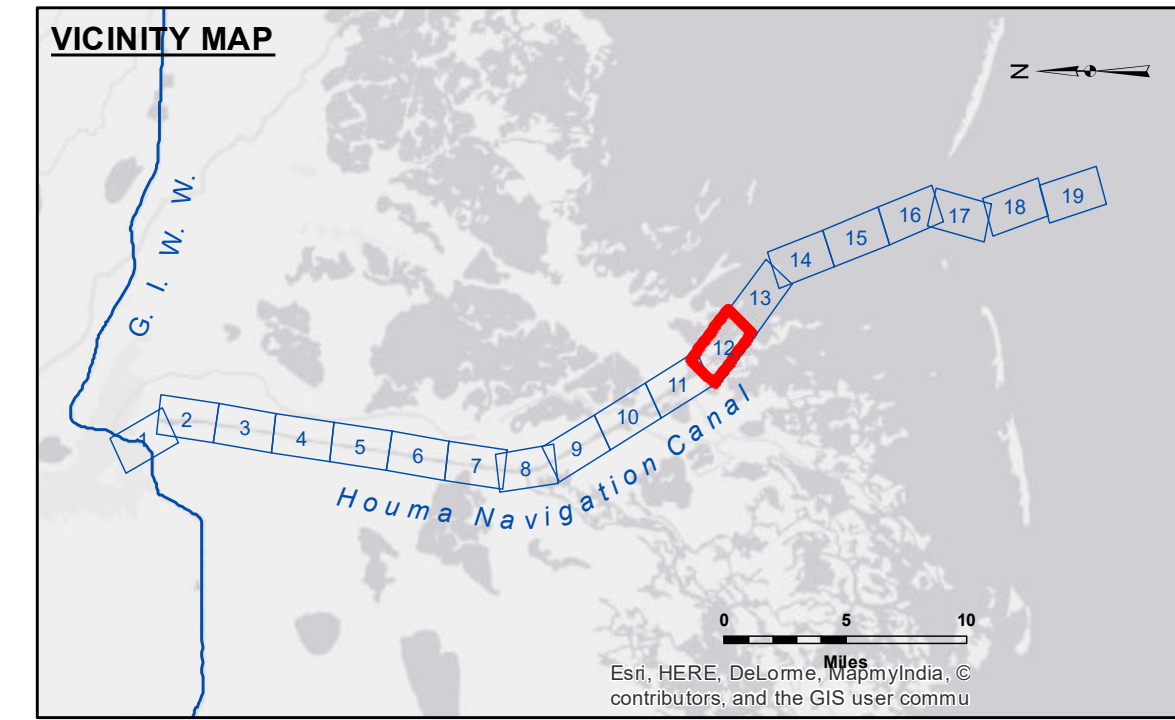 VICINITY MAP
N
G. I. W. W.
1
2
3
4
5
6
7
8
9
10
11
12
13
14
15
16
17
18
19
Houma Navigation Canal
0 5 10
Miles
Esri, HERE, DeLorme, MapmyIndia, ©
contributors, and the GIS user commu